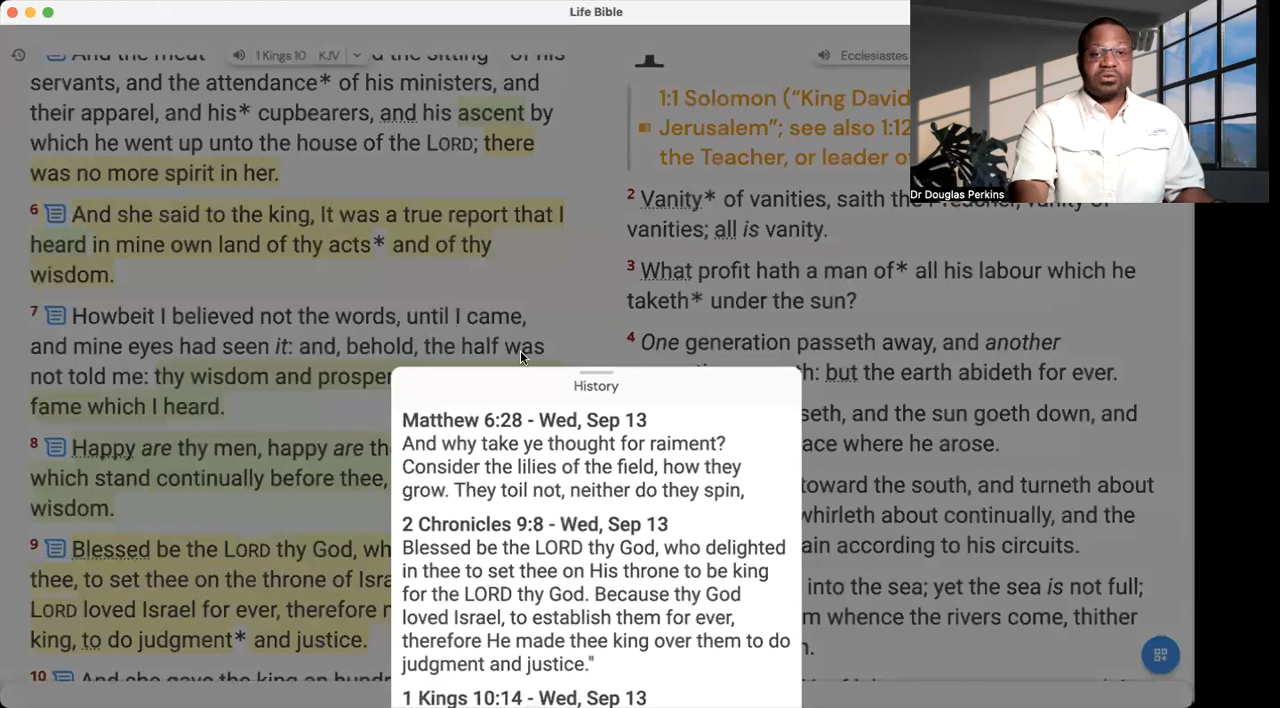 Life Bible
And the meat
1 Kings 10 KJV
d the sitting of his
servants, and the attendance* of his ministers, and
their apparel, and his* cupbearers, and his ascent by
which he went up unto the house of the LORD; there
was no more spirit in her.
6 And she said to the king, It was a true report that I
heard in mine own land of thy acts* and of thy
wisdom.
7 Howbeit I believed not the words, until I came,
and mine eyes had seen it: and, behold, the half was
not told me: thy wisdom and prosper
fame which I heard.
8 Happy are thy men, happy are the
which stand continually before thee,
wisdom.
9 Blessed be the LORD thy God, wh
thee, to set thee on the throne of Isra
LORD loved Israel for ever, therefore
king, to do judgment* and justice.
10 And she gave the king an hundr
Ecclesiastes
1:1 Solomon (“King David
Jerusalem”; see also 1:12
the Teacher, or leader o
2 Vanity* of vanities, saith the Preacher, vanity of
vanities; all is vanity.
3 What profit hath a man of* all his labour which he
taketh* under the sun?
4 One generation passeth away, and another
h: but the earth abideth for ever.
seth, and the sun goeth down, and
ace where he arose.
toward the south, and turneth about
whirleth about continually, and the
ain according to his circuits.
into the sea; yet the sea is not full;
m whence the rivers come, thither
n.
History
Matthew 6:28 - Wed, Sep 13
And why take ye thought for raiment?
Consider the lilies of the field, how they
grow. They toil not, neither do they spin,
2 Chronicles 9:8 - Wed, Sep 13
Blessed be the LORD thy God, who delighted
in thee to set thee on His throne to be king
for the LORD thy God. Because thy God
loved Israel, to establish them for ever,
therefore He made thee king over them to do
judgment and justice."
1 Kings 10:14 - Wed, Sep 13
Dr Douglas Perkins